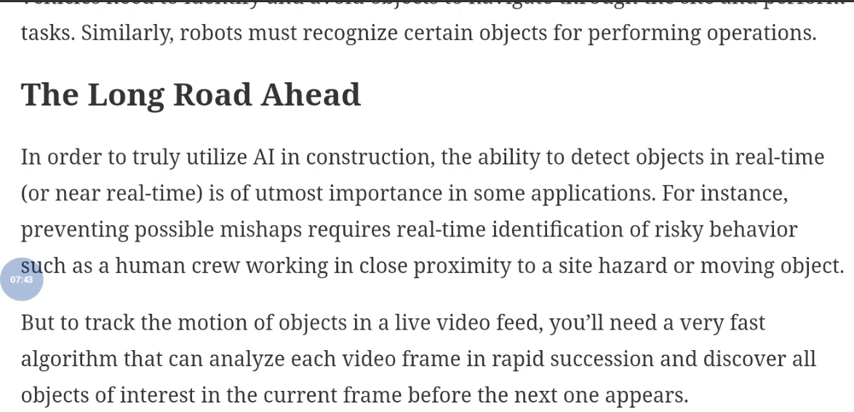 tasks. Similarly, robots must recognize certain objects for performing operations.
The Long Road Ahead
In order to truly utilize AI in construction, the ability to detect objects in real-time
(or near real-time) is of utmost importance in some applications. For instance,
preventing possible mishaps requires real-time identification of risky behavior
such as a human crew working in close proximity to a site hazard or moving object.
07:43
But to track the motion of objects in a live video feed, you’ll need a very fast
algorithm that can analyze each video frame in rapid succession and discover all
objects of interest in the current frame before the next one appears.